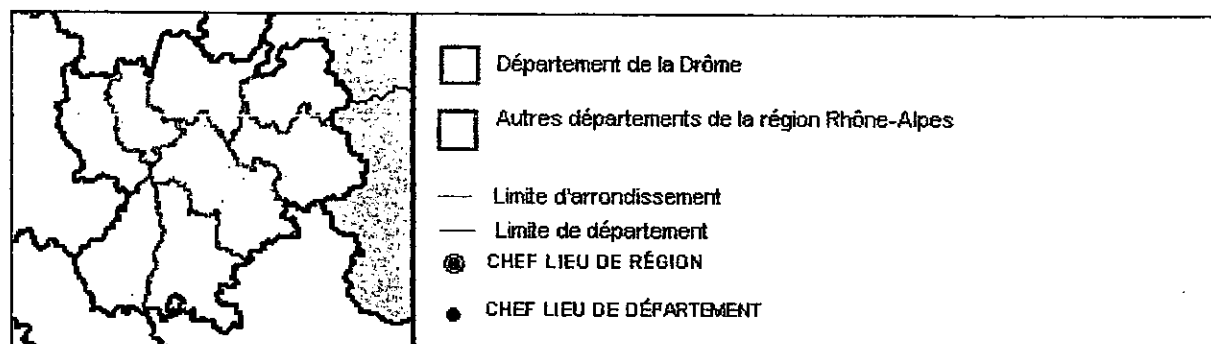 Département de la Drôme
Autres départements de la région Rhône-Alpes
Limite d'arrondissement
Limite de département
CHEF LIEU DE RÉGION
CHEF LIEU DE DÉPARTEMENT